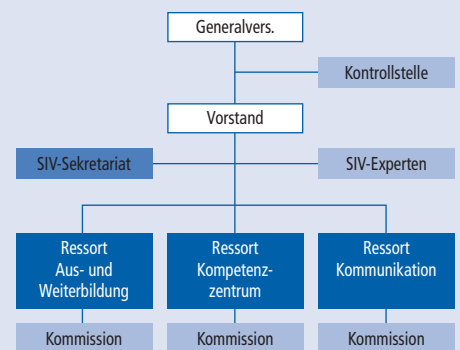 Generalvers.
Kontrollstelle
Vorstand
SIV-Sekretariat
SIV-Experten
Ressort
Aus- und
Weiterbildung
Ressort
Kompetenz-
zentrum
Ressort
Kommunikation
Kommission
Kommission
Kommission